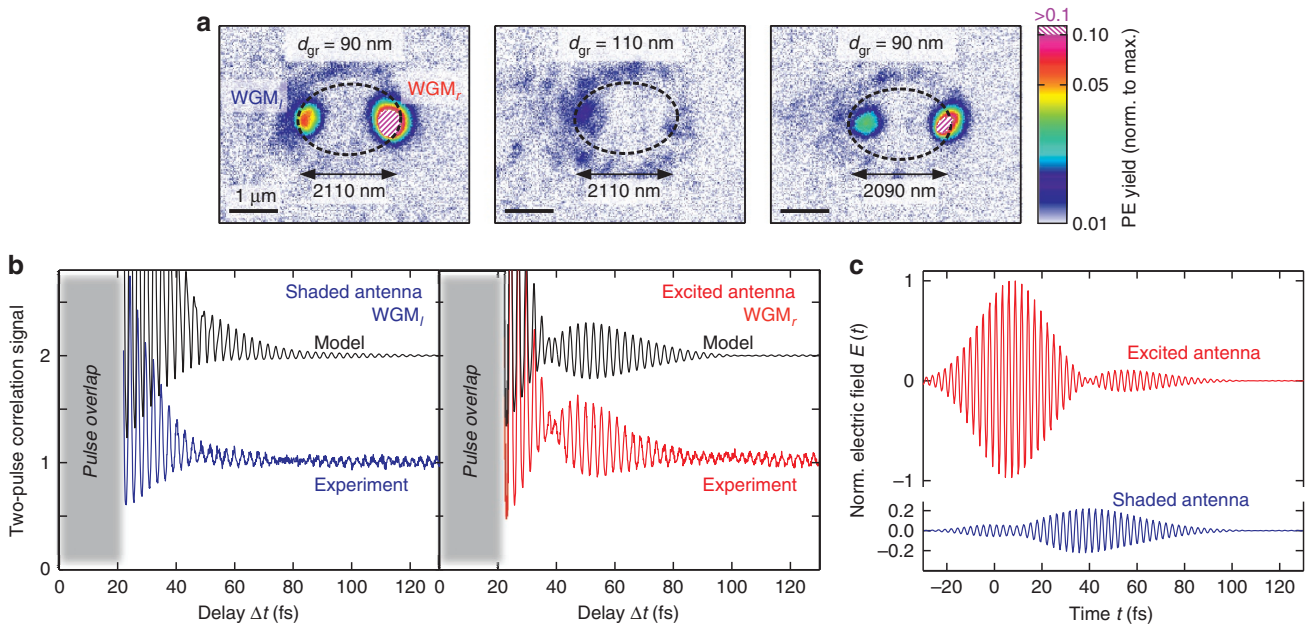 a
d_gr = 90 nm
WGM_l
WGM_r
2110 nm
1 μm
d_gr = 110 nm
2110 nm
d_gr = 90 nm
2090 nm
>0.1
0.10
0.05
0.01
PE yield (norm. to max.)
b
Two-pulse correlation signal
2
1
0
Pulse overlap
Shaded antenna
WGM_l
Model
Experiment
0 20 40 60 80 100 120
Delay Δt (fs)
Pulse overlap
Excited antenna
WGM_r
Model
Experiment
0 20 40 60 80 100 120
Delay Δt (fs)
c
Norm. electric field E (t)
1
0
−1
Excited antenna
0.2
0.0
−0.2
Shaded antenna
−20 0 20 40 60 80 100 120
Time t (fs)